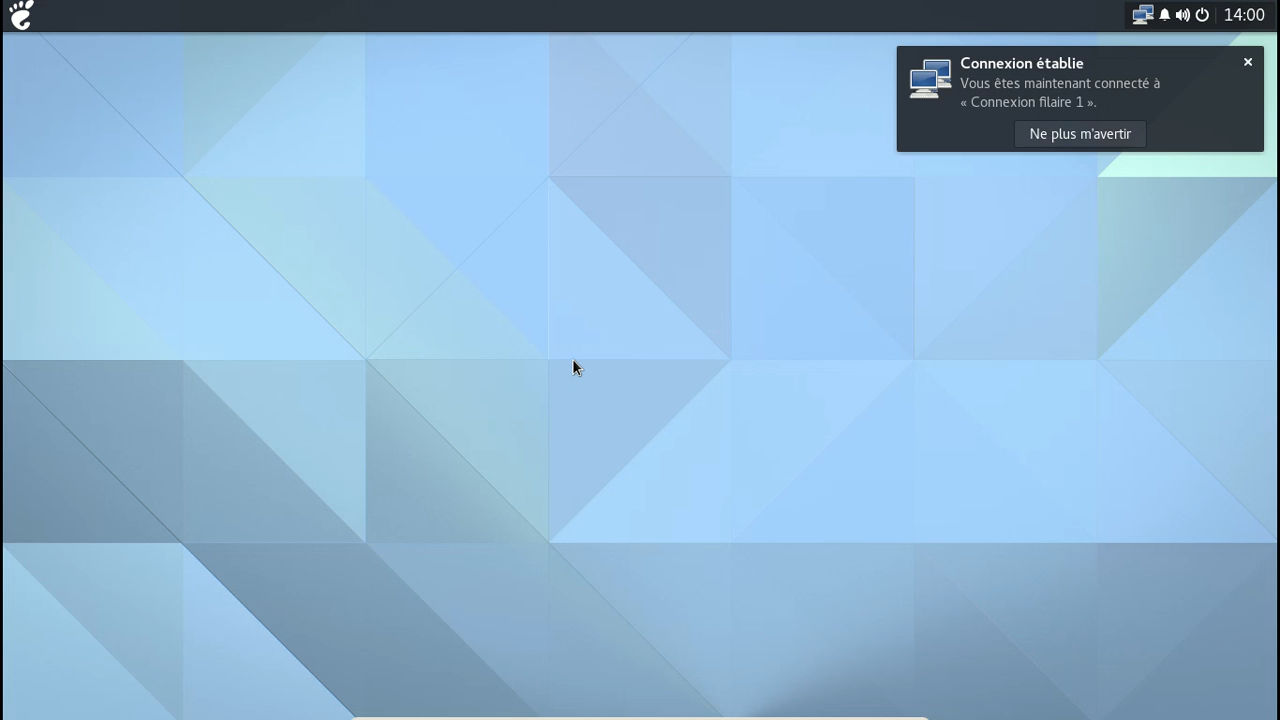 14:00
Connexion établie
Vous êtes maintenant connecté à
« Connexion filaire 1 ».
Ne plus m'avertir